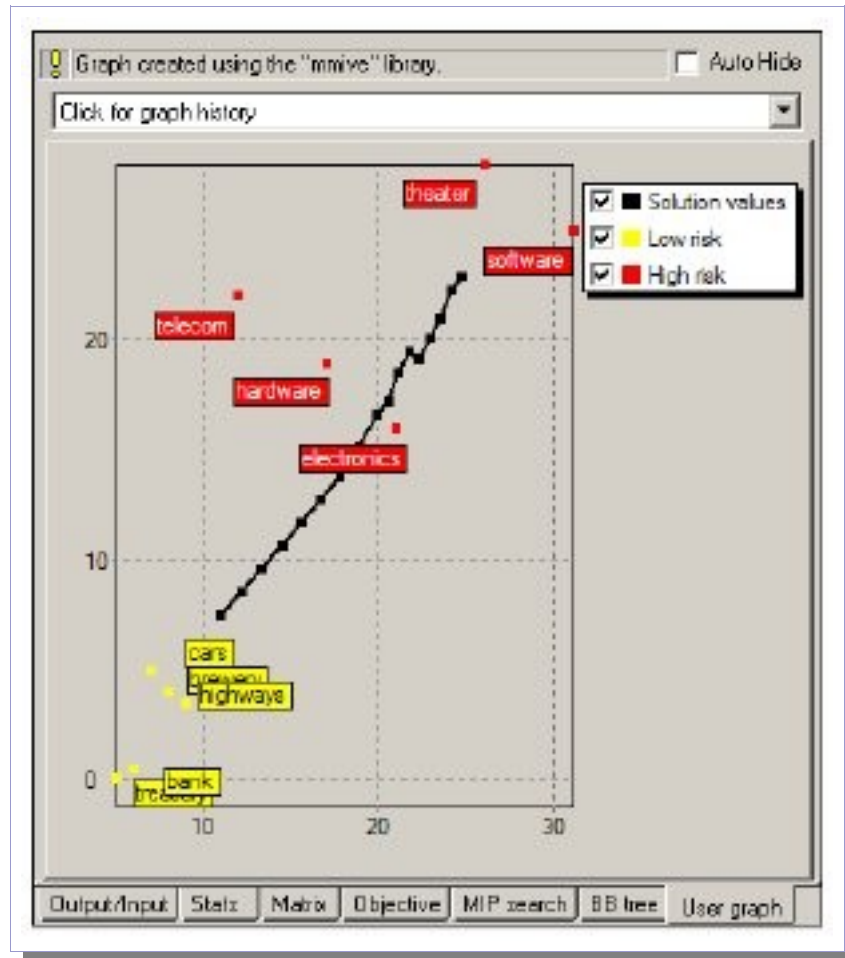 Graph created using the "mmive" library.
Auto Hide
Click for graph history
theater
Solution values
Low risk
software
High risk
telecom
20
hardware
electronics
10
cars
brewery
highways
0
bank
treasury
10 20 30
Output/Input Stats Matrix Objective MIP search BB tree User graph